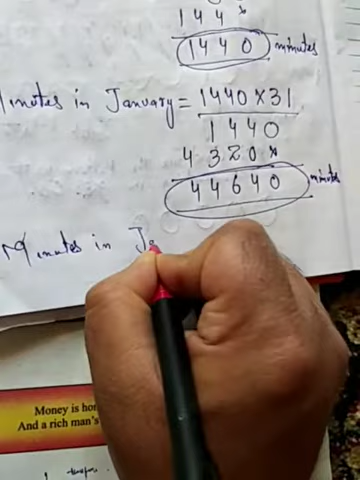 144×
1440 minutes
Minutes in January = 1440×31
1440
4320×
44640 minutes
Minutes in Ja
Money is
And a rich man's